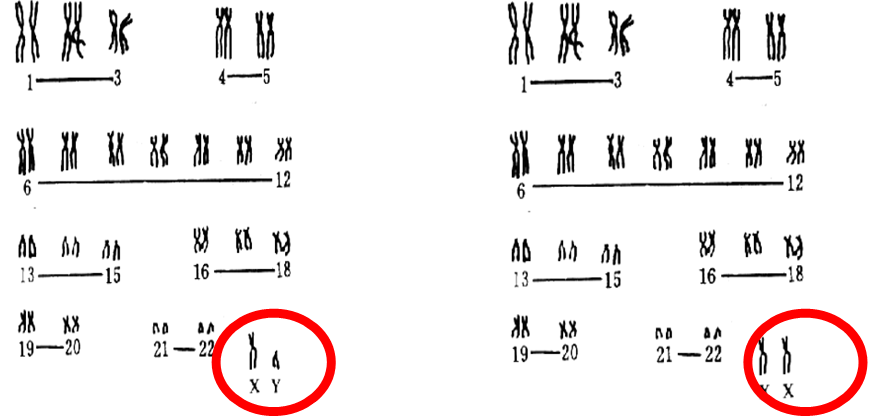 1 — 3 4 — 5
6 — 12
13 — 15 16 — 18
19 — 20 21 — 22
X Y
1 — 3 4 — 5
6 — 12
13 — 15 16 — 18
19 — 20 21 — 22
X X